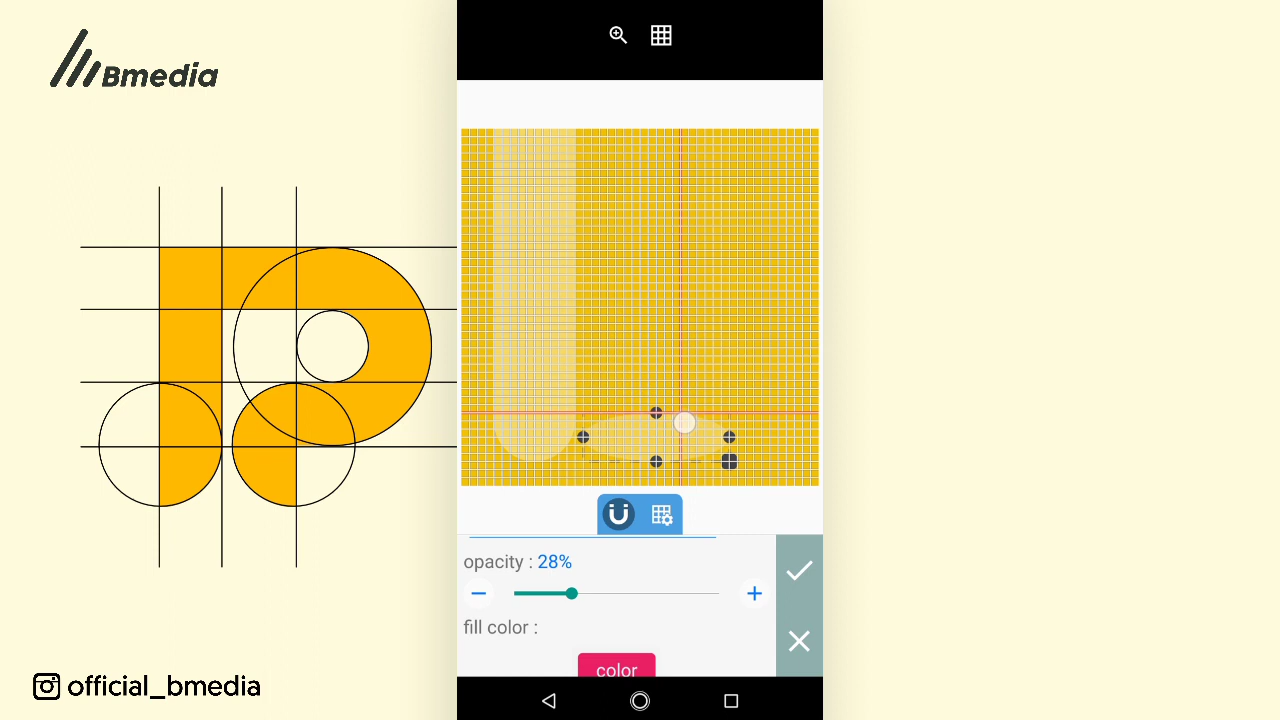 Bmedia
opacity : 28%
fill color :
color
official_bmedia